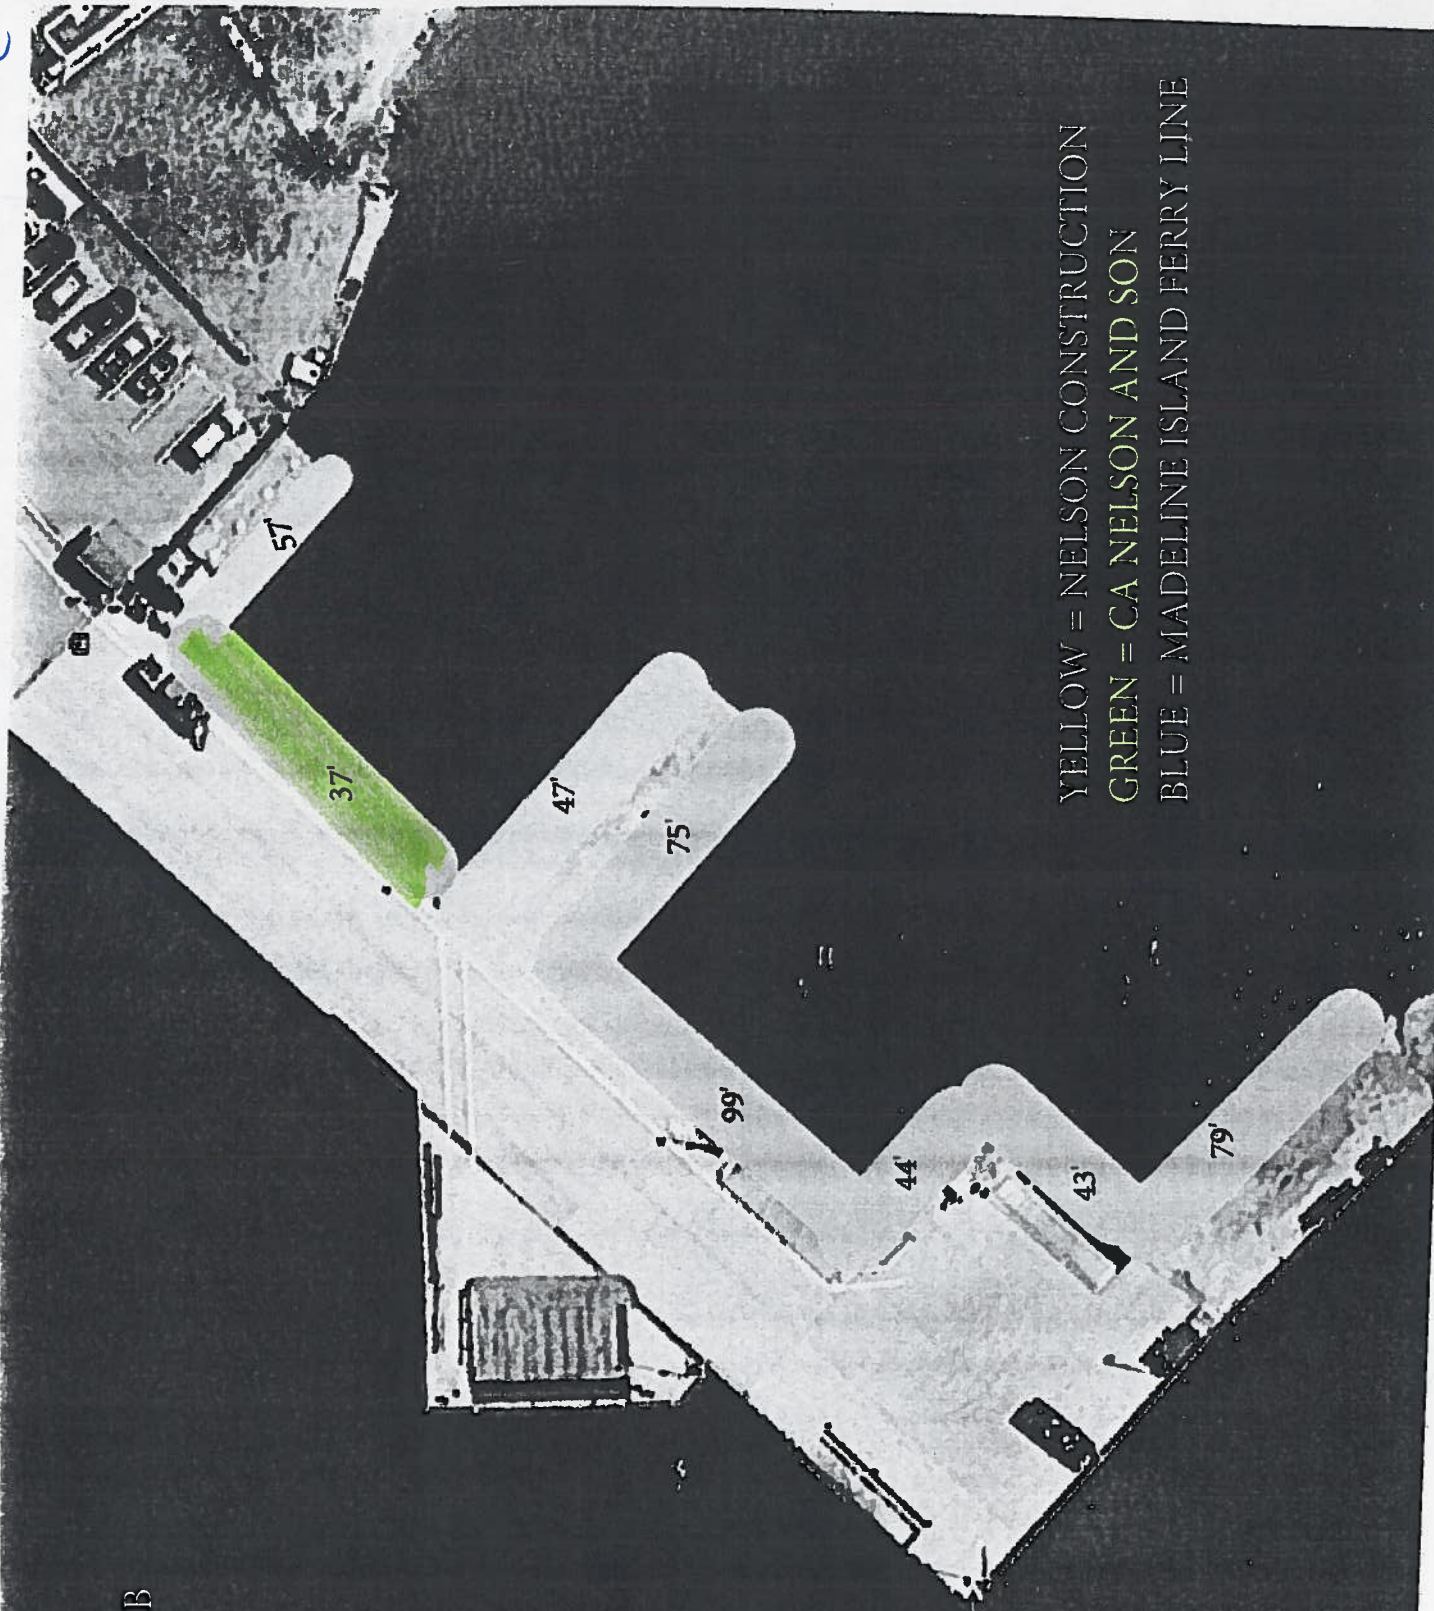 57'
37'
47'
75'
99'
44'
43'
79'
YELLOW = NELSON CONSTRUCTION
GREEN = CA NELSON AND SON
BLUE = MADELINE ISLAND FERRY LINE
B